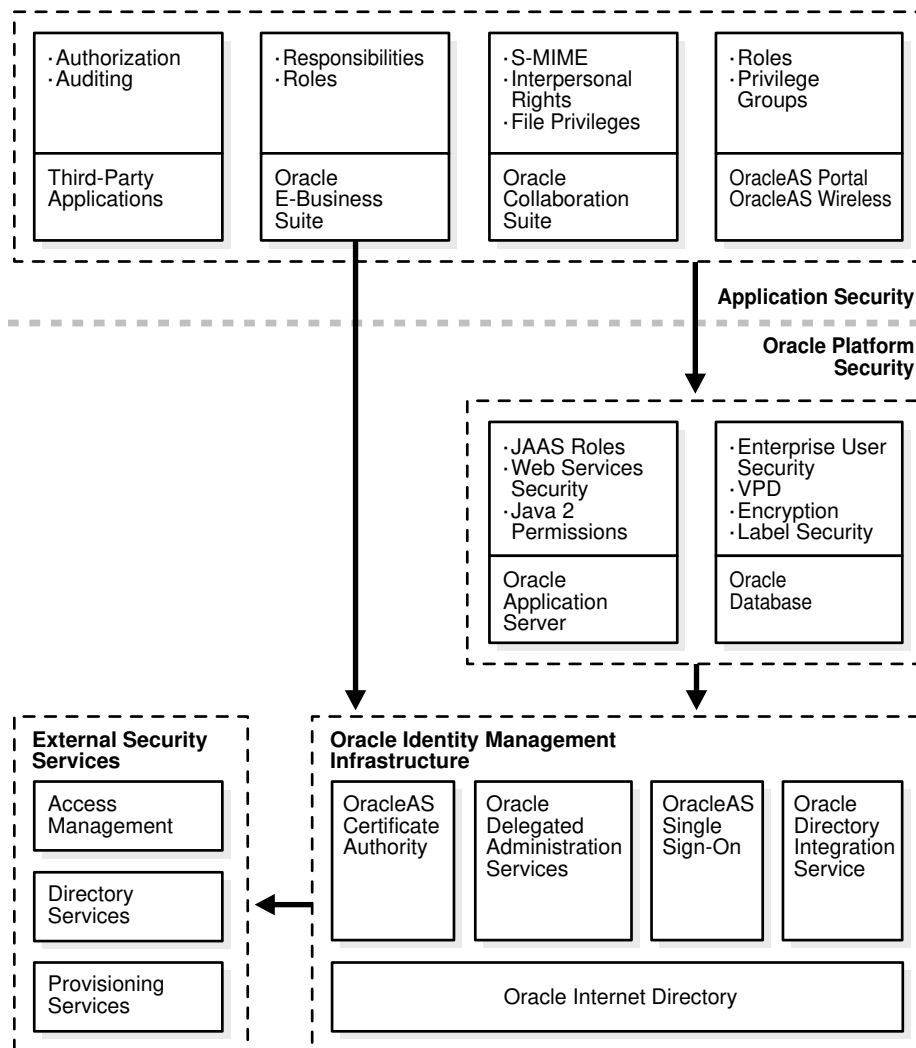 · Authorization
· Auditing
Third-Party
Applications
· Responsibilities
· Roles
Oracle
E-Business
Suite
· S-MIME
· Interpersonal
Rights
· File Privileges
Oracle
Collaboration
Suite
· Roles
· Privilege
Groups
OracleAS Portal
OracleAS Wireless
Application Security
Oracle Platform
Security
· JAAS Roles
· Web Services
Security
· Java 2
Permissions
Oracle
Application
Server
· Enterprise User
Security
· VPD
· Encryption
· Label Security
Oracle
Database
External Security
Services
Access
Management
Directory
Services
Provisioning
Services
Oracle Identity Management
Infrastructure
OracleAS
Certificate
Authority
Oracle
Delegated
Administration
Services
OracleAS
Single
Sign-On
Oracle
Directory
Integration
Service
Oracle Internet Directory